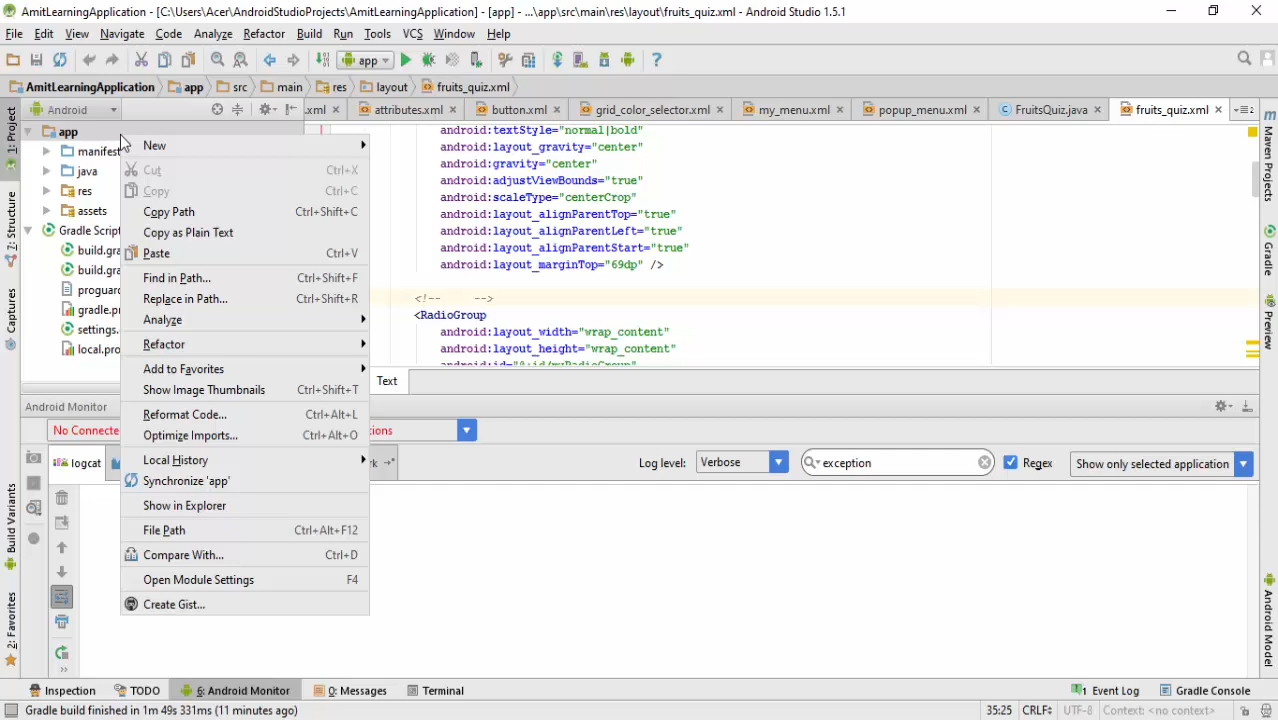 AmitLearningApplication - [C:\Users\Acer\AndroidStudioProjects\AmitLearningApplication] - [app] - ...\app\src\main\res\layout\fruits_quiz.xml - Android Studio 1.5.1
File Edit View Navigate Code Analyze Refactor Build Run Tools VCS Window Help
app
AmitLearningApplication app src main res layout fruits_quiz.xml
Android
.xml attributes.xml button.xml grid_color_selector.xml my_menu.xml popup_menu.xml FruitsQuiz.java fruits_quiz.xml
1: Project
7: Structure
Captures
Build Variants
2: Favorites
app
manifest
java
res
assets
Gradle Script
build.gra
build.gra
proguard
gradle.pr
settings.
local.pro
New
Cut Ctrl+X
Copy Ctrl+C
Copy Path Ctrl+Shift+C
Copy as Plain Text
Paste Ctrl+V
Find in Path... Ctrl+Shift+F
Replace in Path... Ctrl+Shift+R
Analyze
Refactor
Add to Favorites
Show Image Thumbnails Ctrl+Shift+T
Reformat Code... Ctrl+Alt+L
Optimize Imports... Ctrl+Alt+O
Local History
Synchronize 'app'
Show in Explorer
File Path Ctrl+Alt+F12
Compare With... Ctrl+D
Open Module Settings F4
Create Gist...
android:textStyle="normal|bold"
android:layout_gravity="center"
android:gravity="center"
android:adjustViewBounds="true"
android:scaleType="centerCrop"
android:layout_alignParentTop="true"
android:layout_alignParentLeft="true"
android:layout_alignParentStart="true"
android:layout_marginTop="69dp" />
<!-- -->
<RadioGroup
android:layout_width="wrap_content"
android:layout_height="wrap_content"
Text
Maven Projects
Gradle
Preview
Android Model
Android Monitor
No Connecte
tions
logcat
Log level: Verbose exception Regex Show only selected application
Inspection TODO 6: Android Monitor 0: Messages Terminal Event Log Gradle Console
Gradle build finished in 1m 49s 331ms (11 minutes ago) 35:25 CRLF UTF-8 Context: <no context>